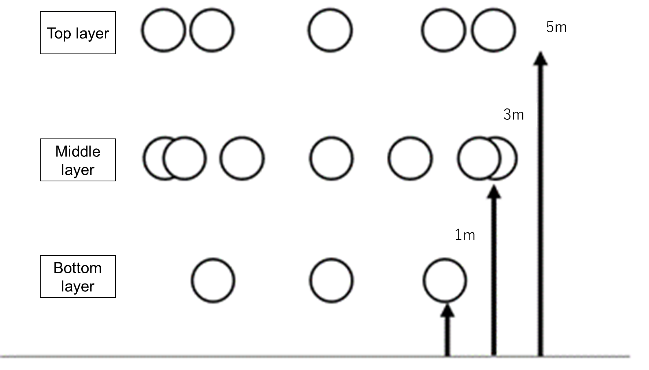 Top layer
5m
3m
Middle
layer
1m
Bottom
layer